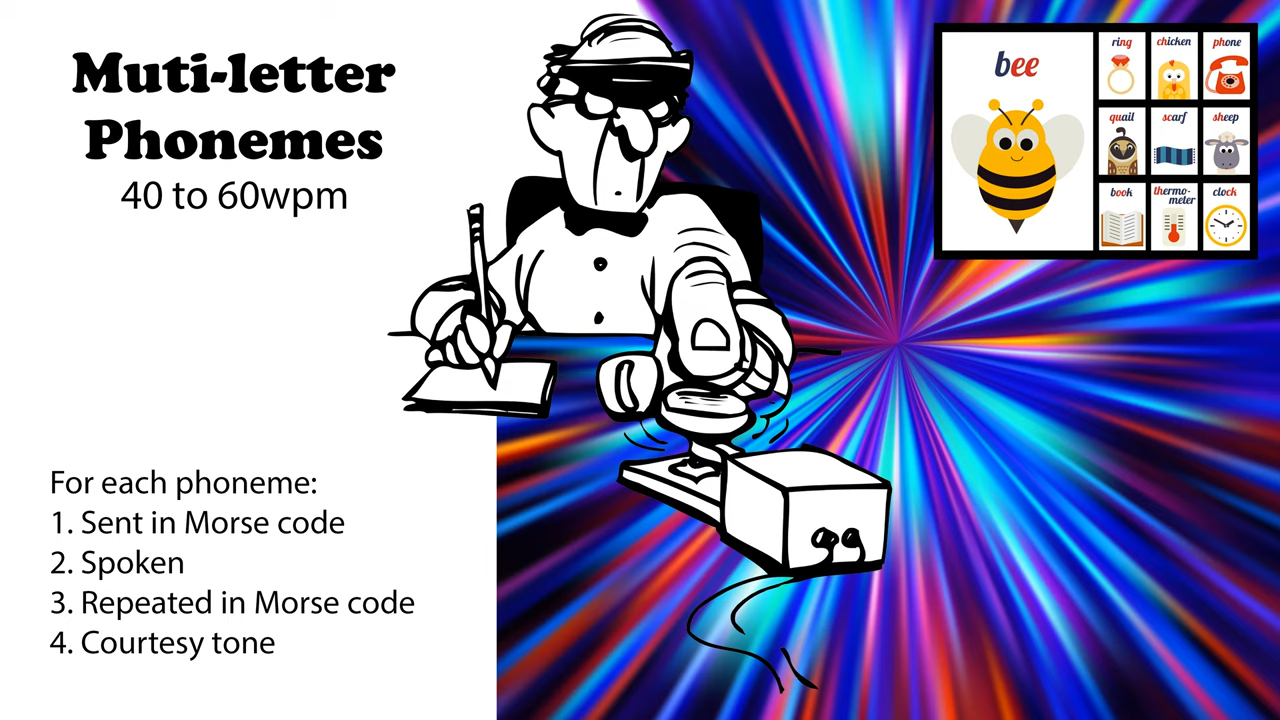 Muti-letter
Phonemes
40 to 60wpm
For each phoneme:
1. Sent in Morse code
2. Spoken
3. Repeated in Morse code
4. Courtesy tone
bee
ring
chicken
phone
quail
scarf
sheep
book
thermo-
meter
clock